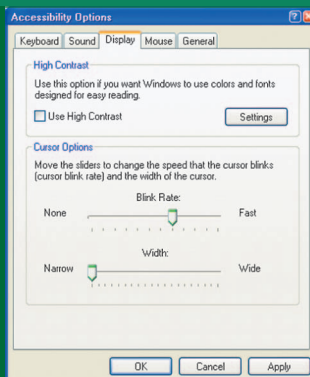 Accessibility Options
Keyboard Sound Display Mouse General
High Contrast
Use this option if you want Windows to use colors and fonts
designed for easy reading.
Use High Contrast Settings
Cursor Options
Move the sliders to change the speed that the cursor blinks
(cursor blink rate) and the width of the cursor.
Blink Rate:
None Fast
Width:
Narrow Wide
OK Cancel Apply